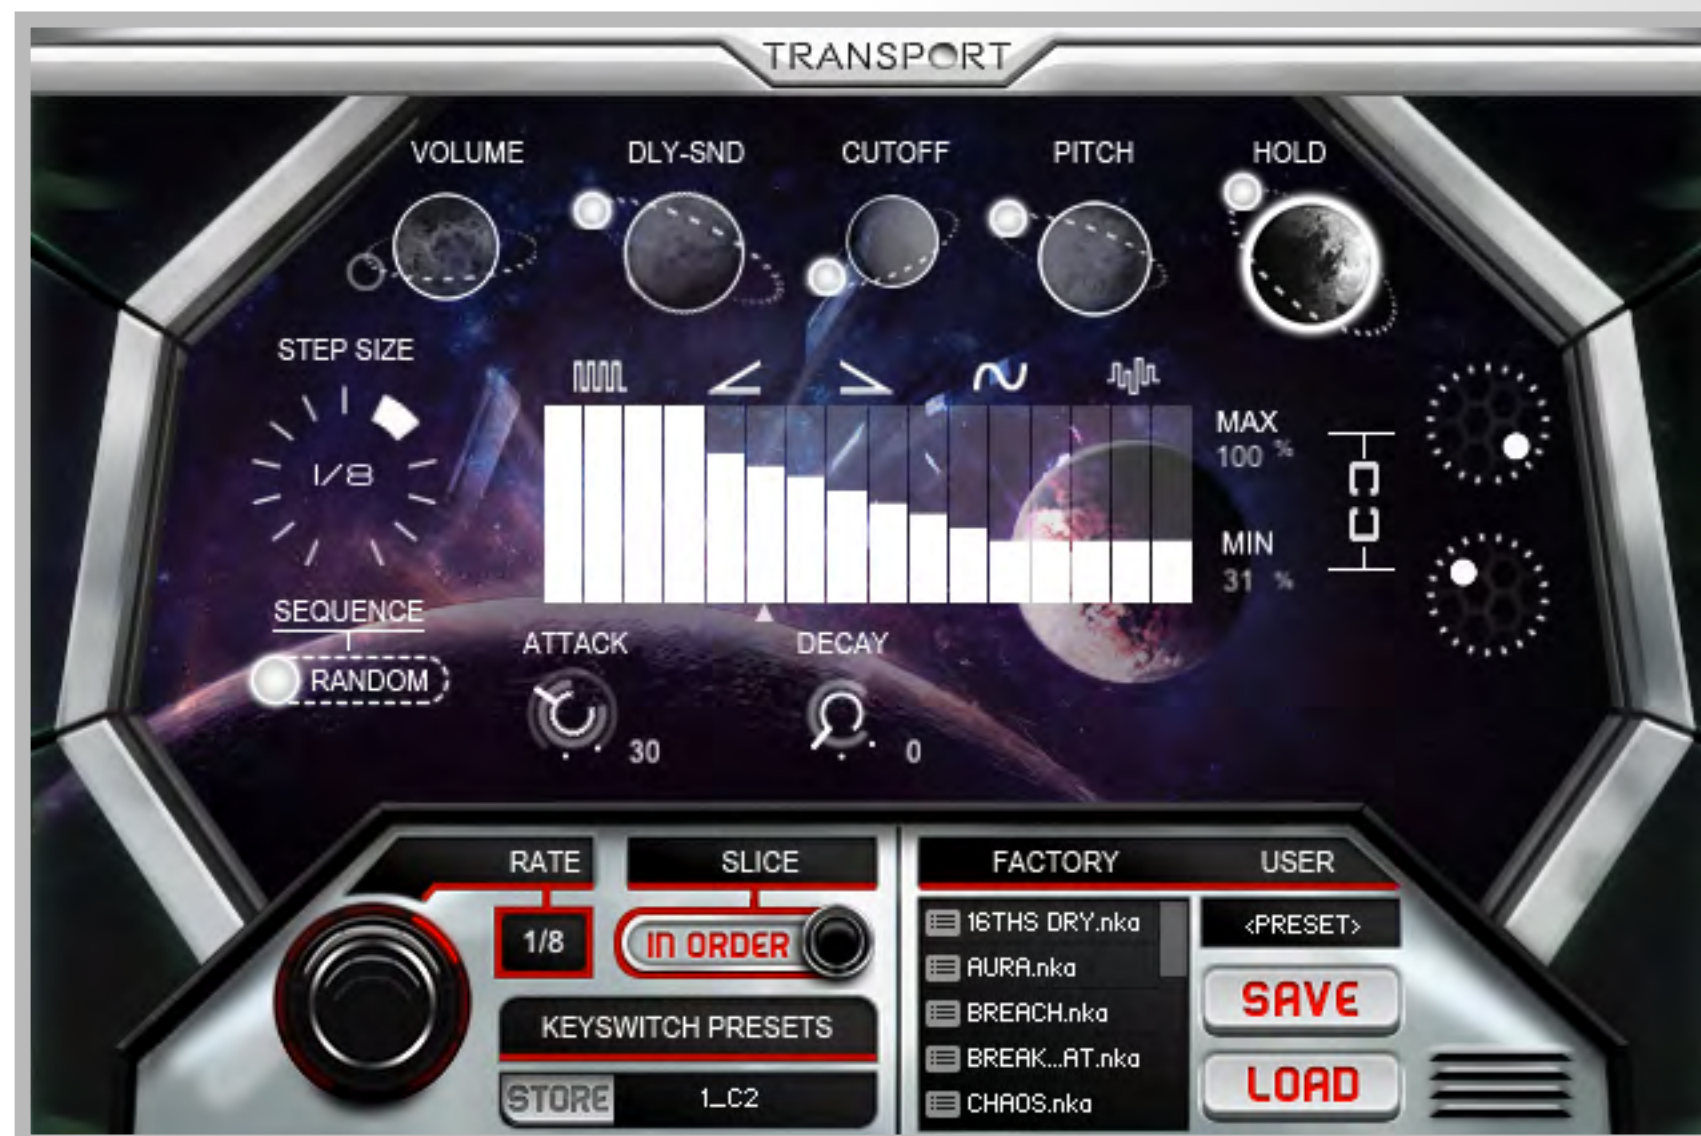 TRANSPORT
VOLUME DLY-SND CUTOFF PITCH HOLD
STEP SIZE
1/8
MAX
100 %
MIN
31 %
SEQUENCE
RANDOM
ATTACK
30
DECAY
0
RATE
1/8
SLICE
IN ORDER
KEYSWITCH PRESETS
STORE 1_C2
FACTORY USER
16THS DRY.nka
AURA.nka
BREACH.nka
BREAK...AT.nka
CHAOS.nka
<PRESET>
SAVE
LOAD